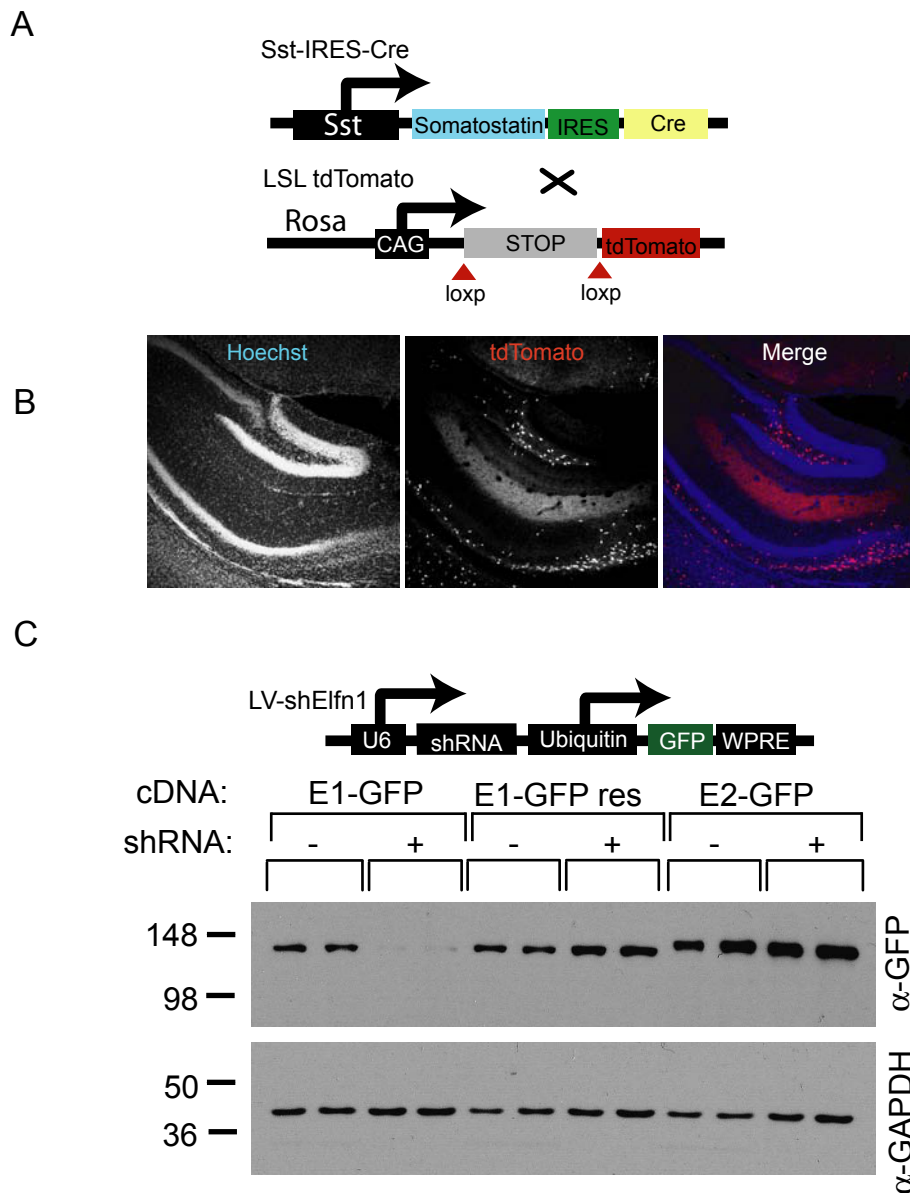 A
Sst-IRES-Cre
Sst Somatostatin IRES Cre
LSL tdTomato
Rosa
CAG STOP tdTomato
loxp loxp
B
Hoechst tdTomato Merge
C
LV-shElfn1
U6 shRNA Ubiquitin GFP WPRE
cDNA: E1-GFP E1-GFP res E2-GFP
shRNA: - + - + - +
148
98
α-GFP
50
36
α-GAPDH